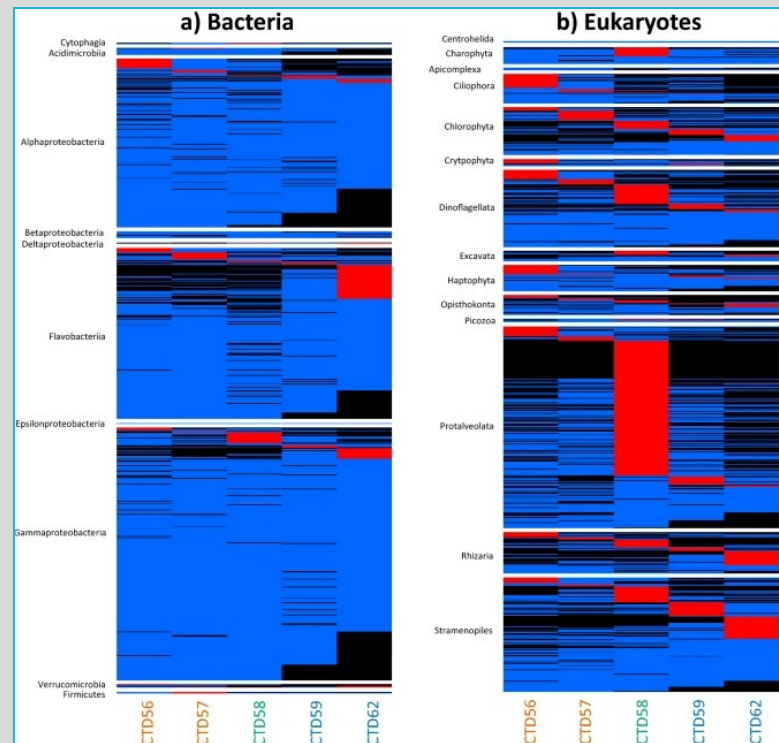 a) Bacteria
Cytophagia
Acidimicrobiia
Alphaproteobacteria
Betaproteobacteria
Deltaproteobacteria
Flavobacteriia
Epsilonproteobacteria
Gammaproteobacteria
Verrucomicrobia
Firmicutes
CTD56
CTD57
CTD58
CTD59
CTD62
b) Eukaryotes
Centrohelida
Charophyta
Apicomplexa
Ciliophora
Chlorophyta
Crytpophyta
Dinoflagellata
Excavata
Haptophyta
Opisthokonta
Picozoa
Protalveolata
Rhizaria
Stramenopiles
CTD56
CTD57
CTD58
CTD59
CTD62